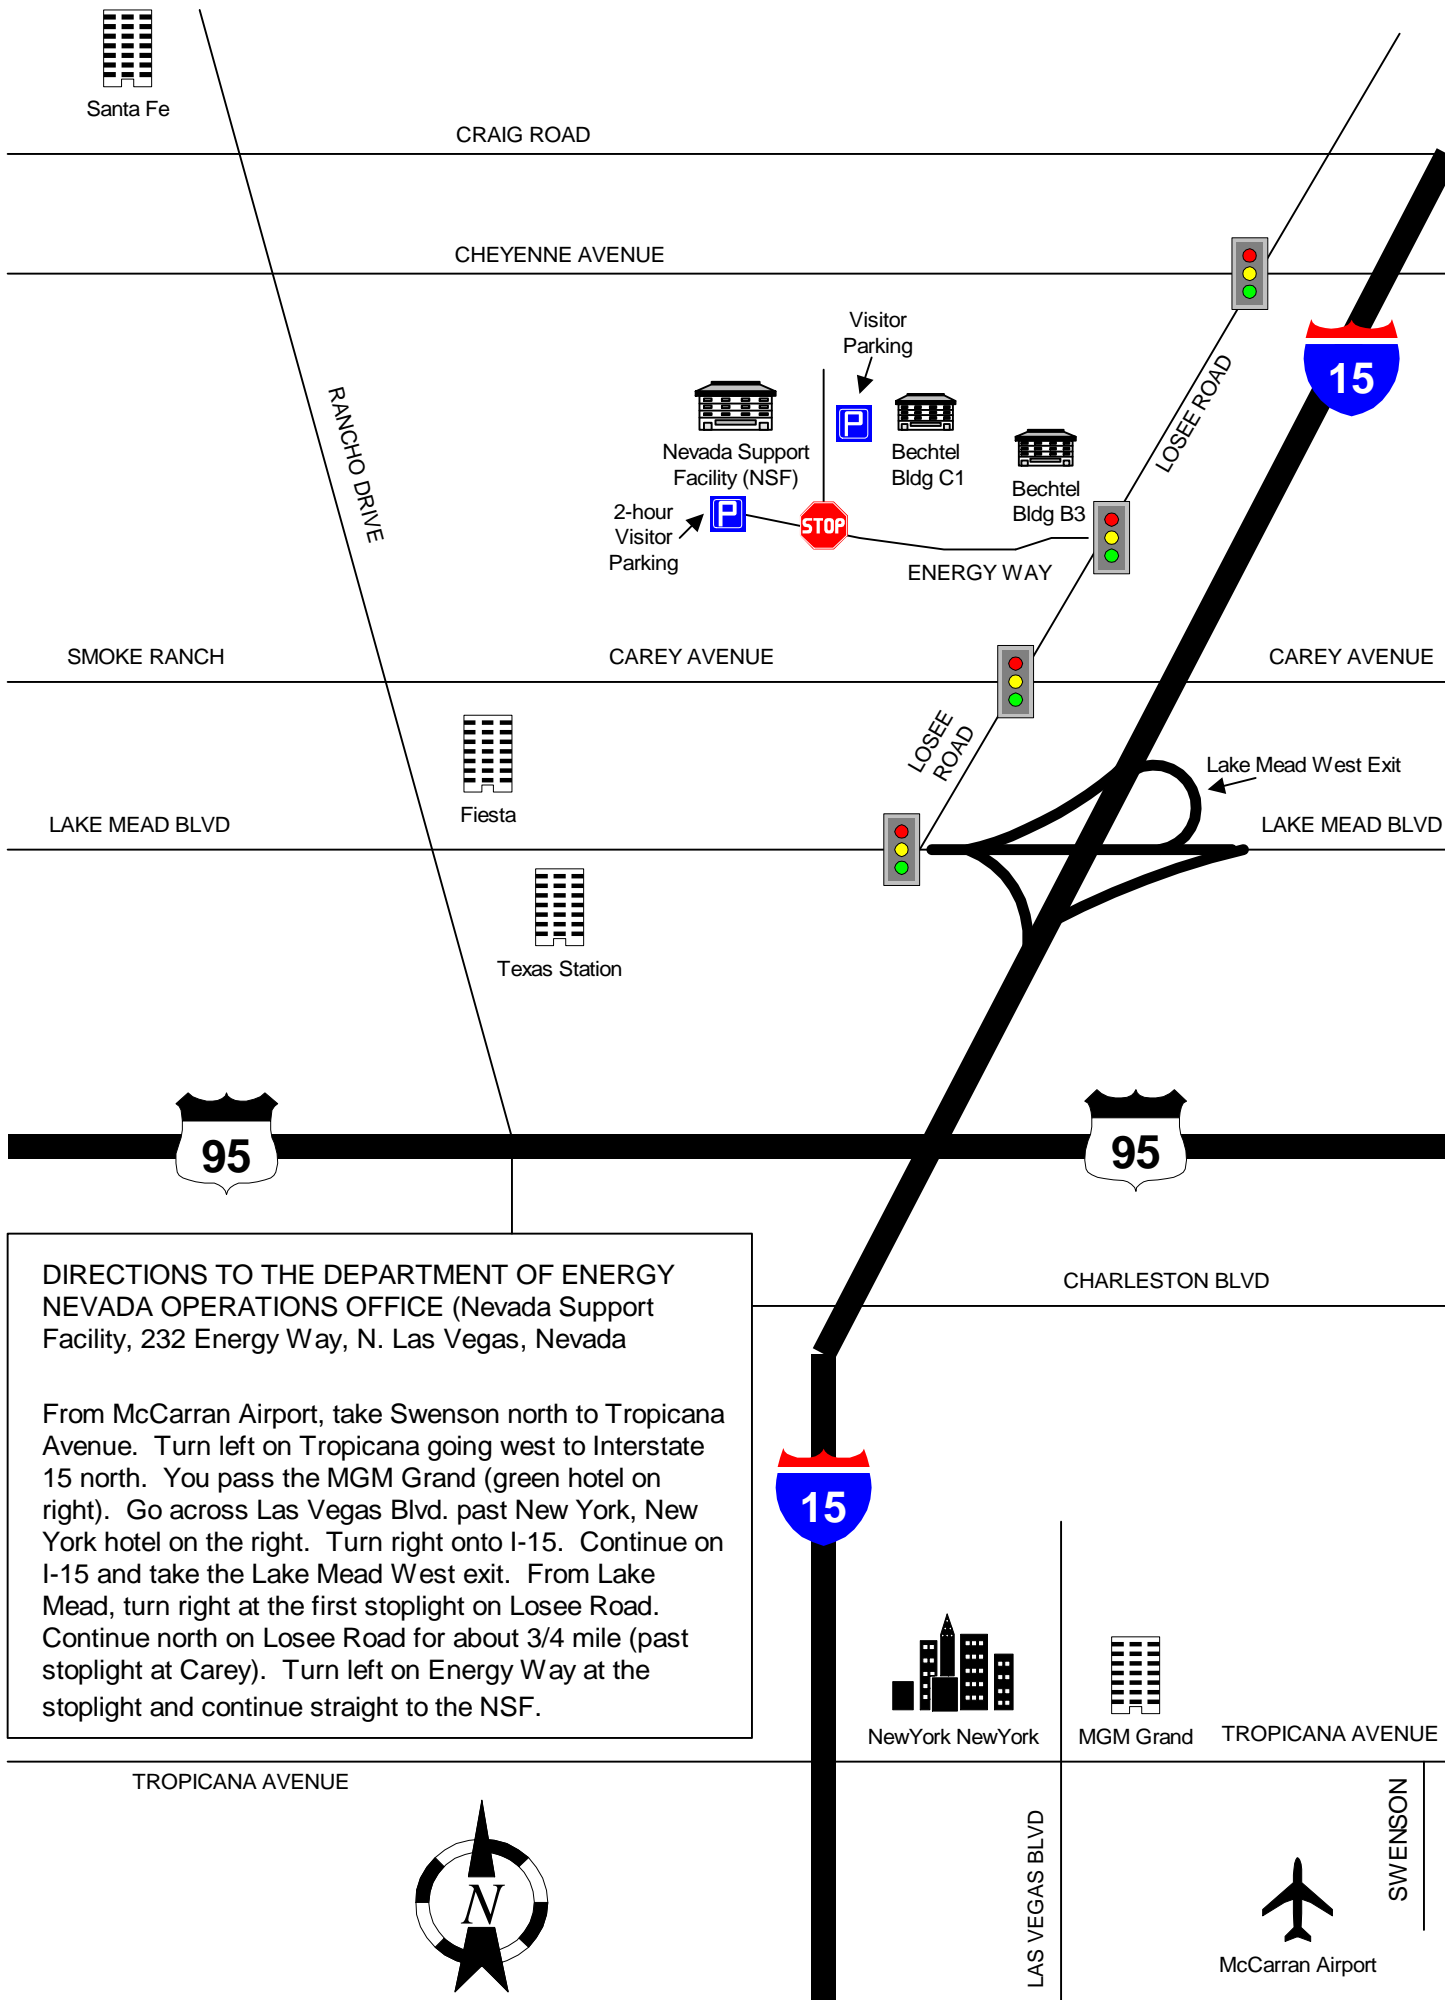 Santa Fe
CRAIG ROAD
CHEYENNE AVENUE
Visitor
Parking
15
LOSEE ROAD
RANCHO DRIVE
P
Nevada Support
Facility (NSF)
Bechtel
Bldg C1
Bechtel
Bldg B3
2-hour
Visitor
Parking
P
STOP
ENERGY WAY
SMOKE RANCH
CAREY AVENUE
CAREY AVENUE
LOSEE
ROAD
Lake Mead West Exit
Fiesta
LAKE MEAD BLVD
LAKE MEAD BLVD
Texas Station
95
95
DIRECTIONS TO THE DEPARTMENT OF ENERGY
NEVADA OPERATIONS OFFICE (Nevada Support
Facility, 232 Energy Way, N. Las Vegas, Nevada
From McCarran Airport, take Swenson north to Tropicana
Avenue. Turn left on Tropicana going west to Interstate
15 north. You pass the MGM Grand (green hotel on
right). Go across Las Vegas Blvd. past New York, New
York hotel on the right. Turn right onto I-15. Continue on
I-15 and take the Lake Mead West exit. From Lake
Mead, turn right at the first stoplight on Losee Road.
Continue north on Losee Road for about 3/4 mile (past
stoplight at Carey). Turn left on Energy Way at the
stoplight and continue straight to the NSF.
CHARLESTON BLVD
15
NewYork NewYork
MGM Grand
TROPICANA AVENUE
TROPICANA AVENUE
N
LAS VEGAS BLVD
SWENSON
McCarran Airport